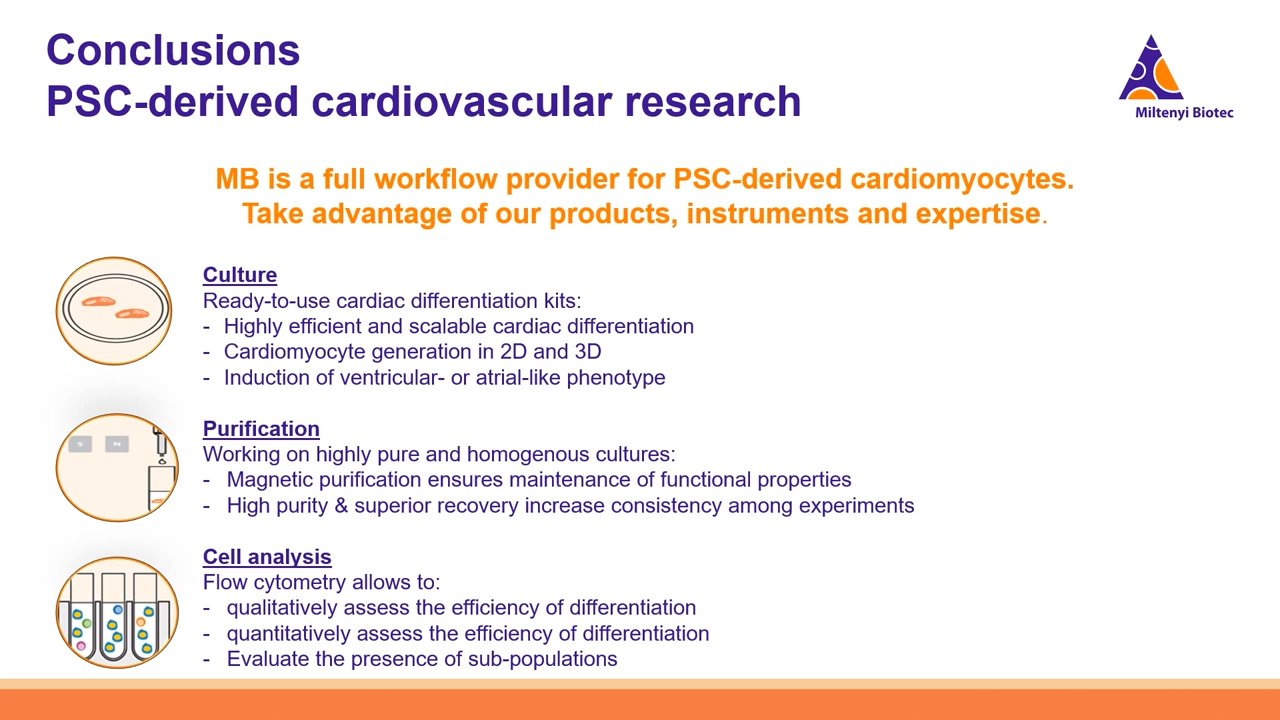 Conclusions
PSC-derived cardiovascular research
Miltenyi Biotec
MB is a full workflow provider for PSC-derived cardiomyocytes.
Take advantage of our products, instruments and expertise.
Culture
Ready-to-use cardiac differentiation kits:
- Highly efficient and scalable cardiac differentiation
- Cardiomyocyte generation in 2D and 3D
- Induction of ventricular- or atrial-like phenotype
S N
Purification
Working on highly pure and homogenous cultures:
- Magnetic purification ensures maintenance of functional properties
- High purity & superior recovery increase consistency among experiments
Cell analysis
Flow cytometry allows to:
- qualitatively assess the efficiency of differentiation
- quantitatively assess the efficiency of differentiation
- Evaluate the presence of sub-populations